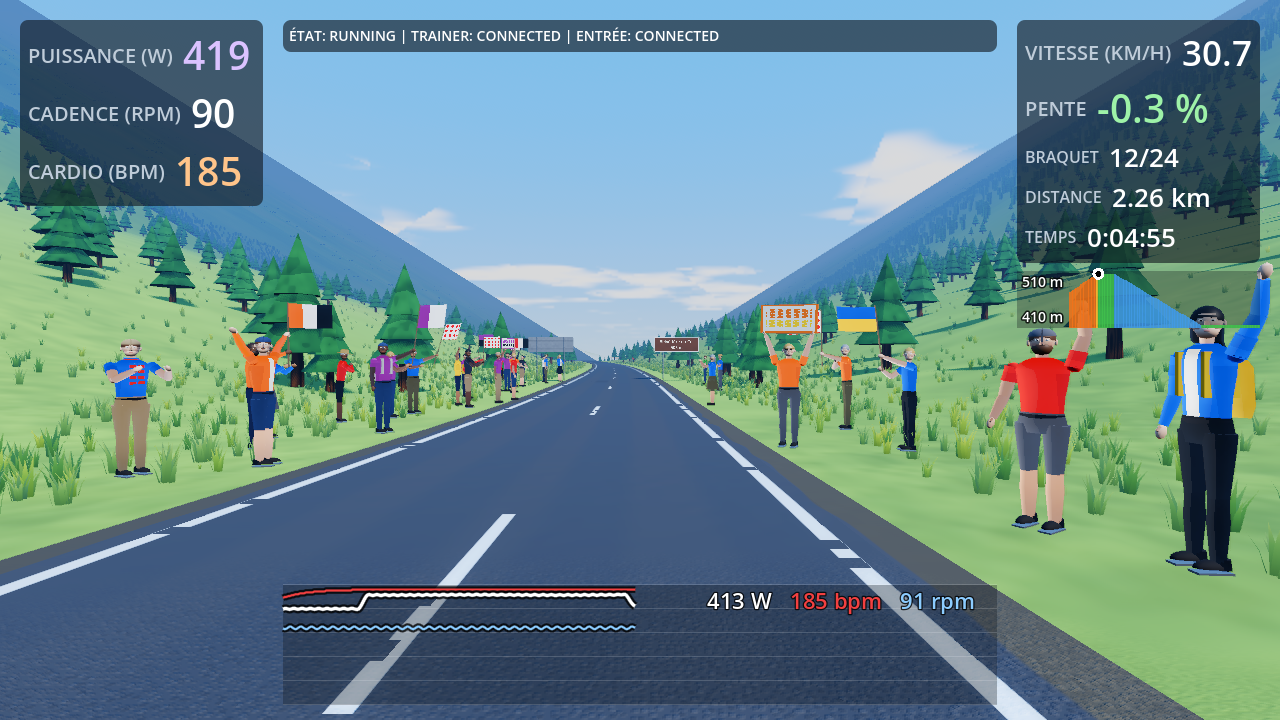 PUISSANCE (W) 419
CADENCE (RPM) 90
CARDIO (BPM) 185
ÉTAT: RUNNING | TRAINER: CONNECTED | ENTRÉE: CONNECTED
VITESSE (KM/H) 30.7
PENTE -0.3 %
BRAQUET 12/24
DISTANCE 2.26 km
TEMPS 0:04:55
510 m
410 m
413 W 185 bpm 91 rpm